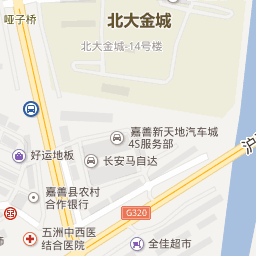 哑子桥
北大金城
北大金城-14号楼
嘉善新天地汽车城
4S服务部
好运地板
长安马自达
沪
嘉善县农村
合作银行
G320
五洲中西医
结合医院
师
全佳超市